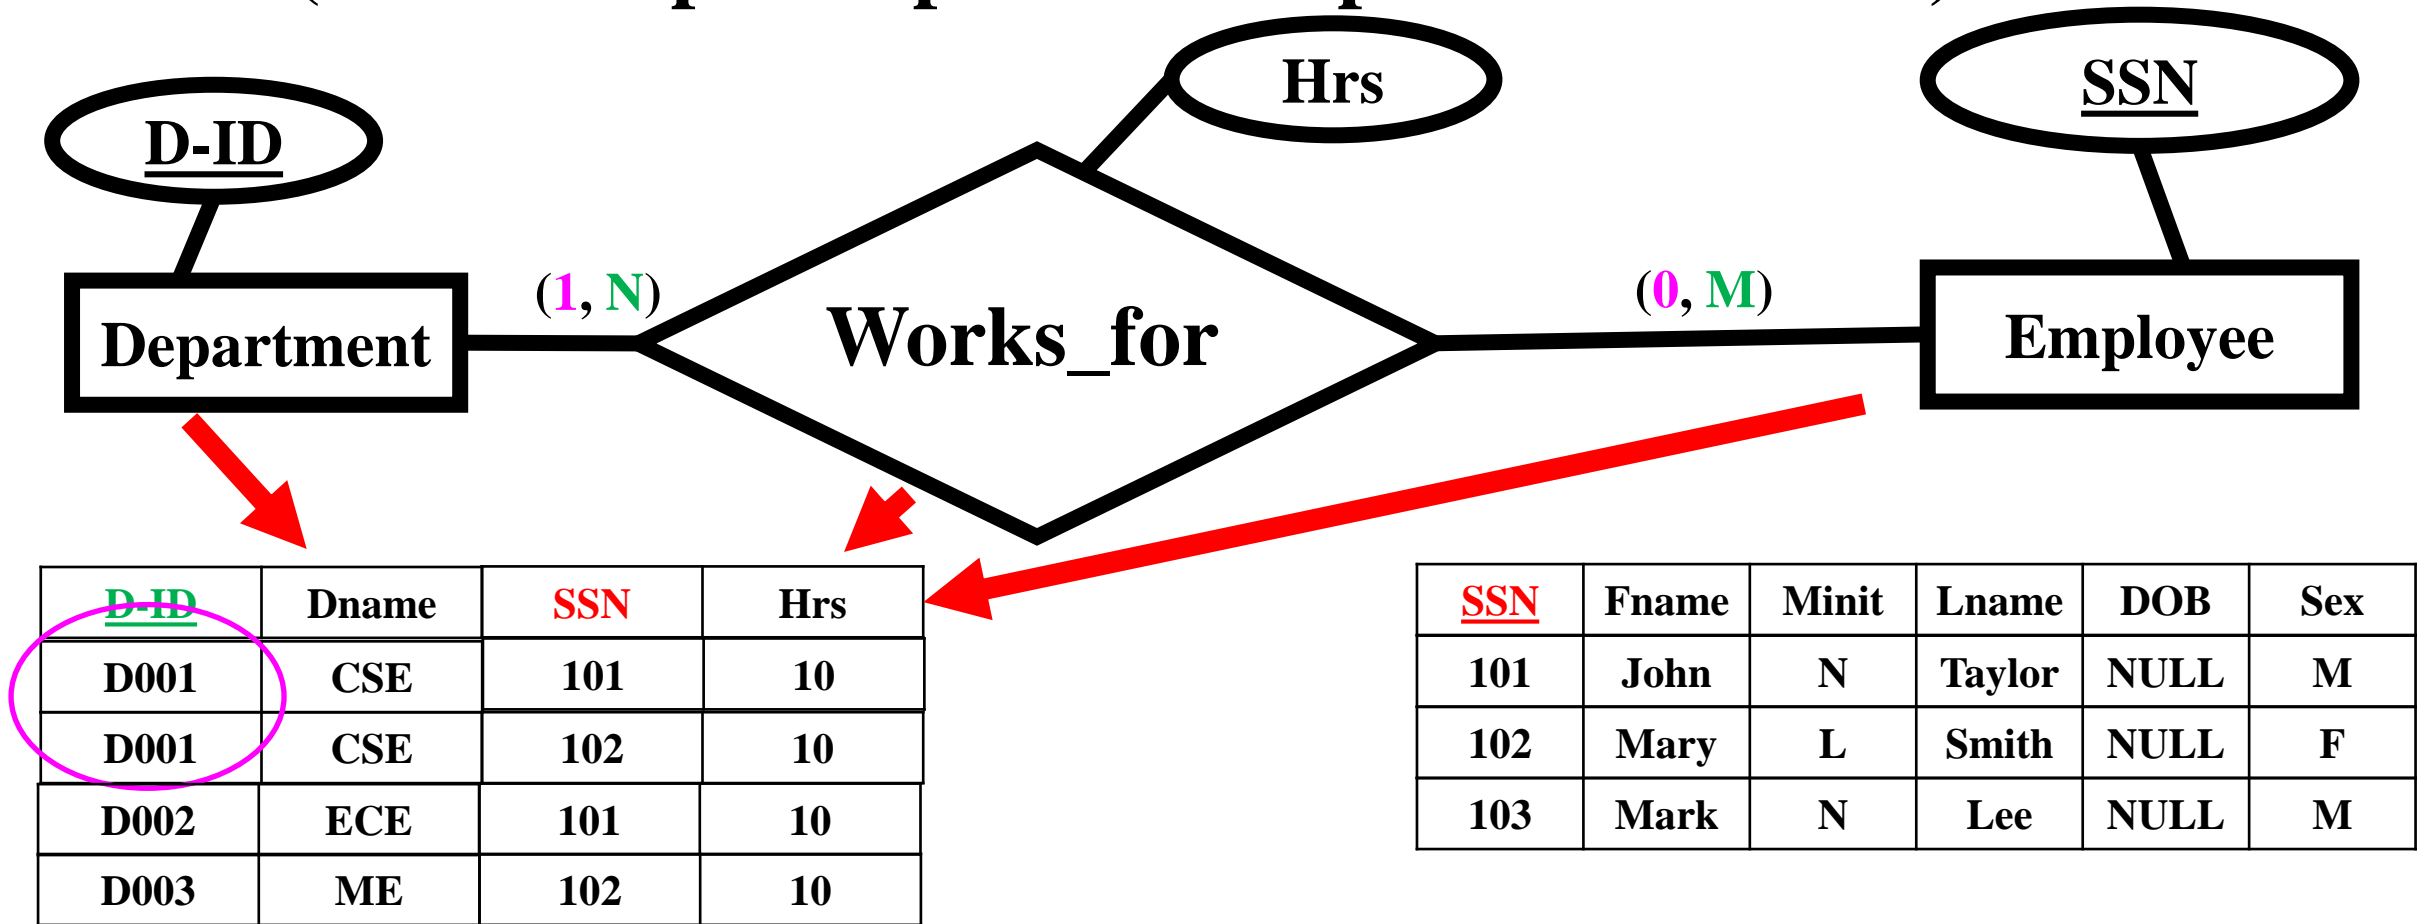 Hrs
SSN
D-ID
(1, N)
(0, M)
Department
Works_for
Employee
D-ID Dname SSN Hrs
D001 CSE 101 10
D001 CSE 102 10
D002 ECE 101 10
D003 ME 102 10
SSN Fname Minit Lname DOB Sex
101 John N Taylor NULL M
102 Mary L Smith NULL F
103 Mark N Lee NULL M